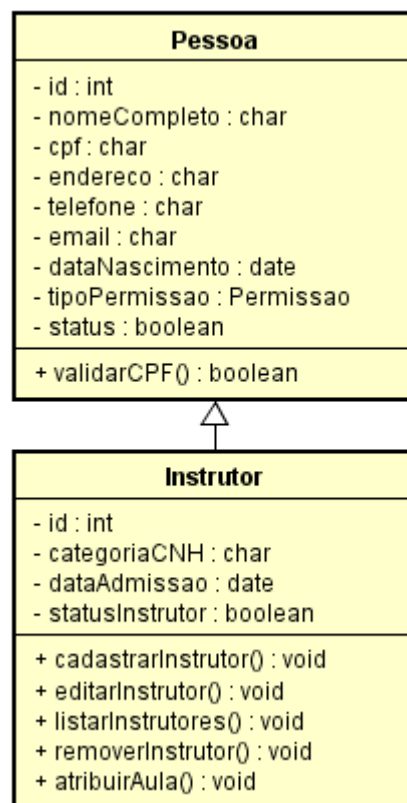 Pessoa
- id : int
- nomeCompleto : char
- cpf : char
- endereco : char
- telefone : char
- email : char
- dataNascimento : date
- tipoPermissao : Permissao
- status : boolean
+ validarCPF() : boolean
Instrutor
- id : int
- categoriaCNH : char
- dataAdmissao : date
- statusInstrutor : boolean
+ cadastrarInstrutor() : void
+ editarInstrutor() : void
+ listarInstrutores() : void
+ removerInstrutor() : void
+ atribuirAula() : void